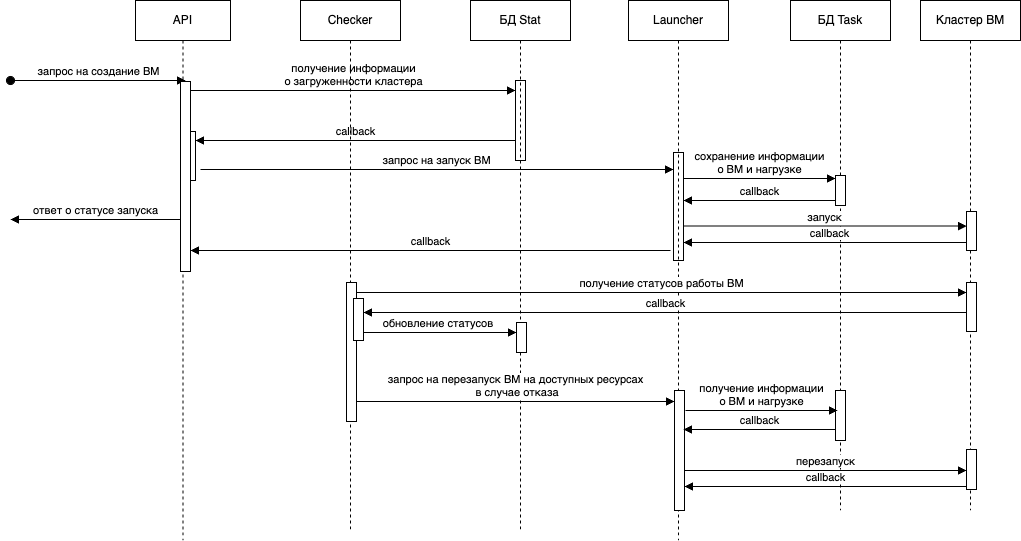 API
Checker
БД Stat
Launcher
БД Task
Кластер ВМ
запрос на создание ВМ
получение информации
о загруженности кластера
callback
запрос на запуск ВМ
сохранение информации
о ВМ и нагрузке
callback
ответ о статусе запуска
запуск
callback
callback
получение статусов работы ВМ
callback
обновление статусов
запрос на перезапуск ВМ на доступных ресурсах
в случае отказа
получение информации
о ВМ и нагрузке
callback
перезапуск
callback